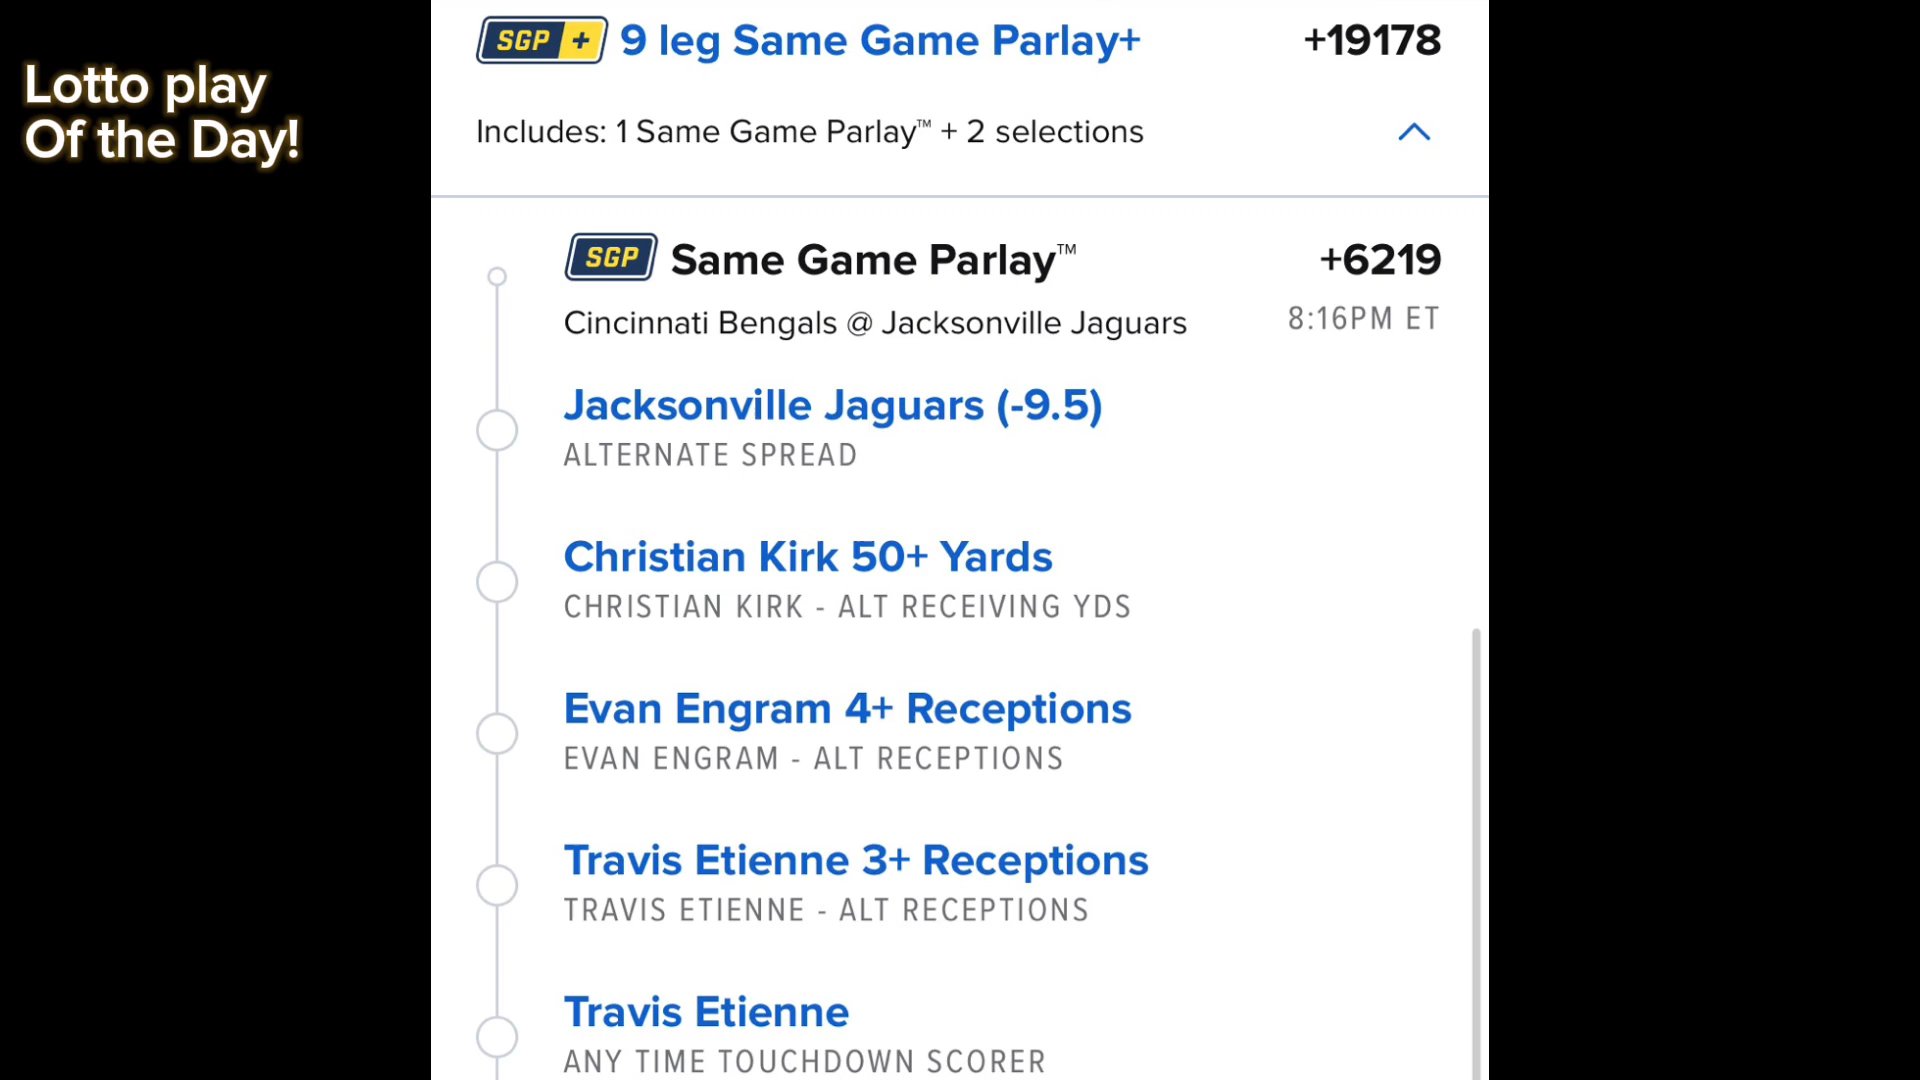 Lotto play
Of the Day!
SGP + 9 leg Same Game Parlay+ +19178
Includes: 1 Same Game Parlay™ + 2 selections
SGP Same Game Parlay™ +6219
Cincinnati Bengals @ Jacksonville Jaguars 8:16PM ET
Jacksonville Jaguars (-9.5)
ALTERNATE SPREAD
Christian Kirk 50+ Yards
CHRISTIAN KIRK - ALT RECEIVING YDS
Evan Engram 4+ Receptions
EVAN ENGRAM - ALT RECEPTIONS
Travis Etienne 3+ Receptions
TRAVIS ETIENNE - ALT RECEPTIONS
Travis Etienne
ANY TIME TOUCHDOWN SCORER